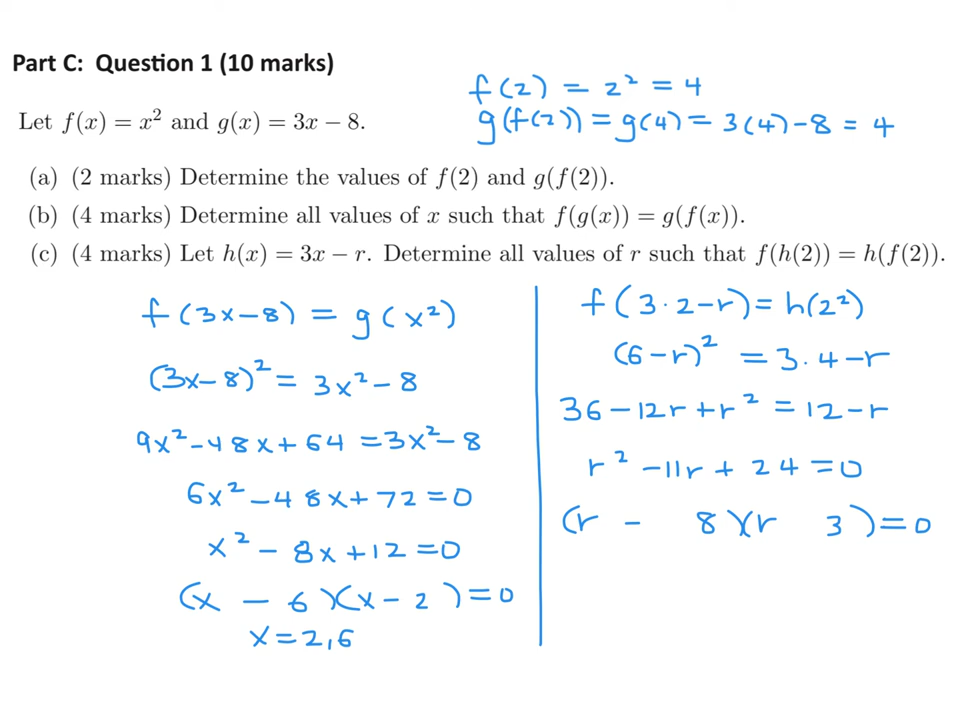 Part C: Question 1 (10 marks)
f(2) = 2² = 4
g(f(2)) = g(4) = 3(4)-8 = 4
Let f(x) = x² and g(x) = 3x − 8.
(a) (2 marks) Determine the values of f(2) and g(f(2)).
(b) (4 marks) Determine all values of x such that f(g(x)) = g(f(x)).
(c) (4 marks) Let h(x) = 3x − r. Determine all values of r such that f(h(2)) = h(f(2)).
f(3x-8) = g(x²)
(3x-8)² = 3x²-8
9x²-48x+64 = 3x²-8
6x²-48x+72=0
x²-8x+12=0
(x - 6)(x-2)=0
x=2,6
f(3·2-r)=h(2²)
(6-r)² = 3·4-r
36-12r+r²=12-r
r²-11r+24=0
(r - 8)(r 3)=0